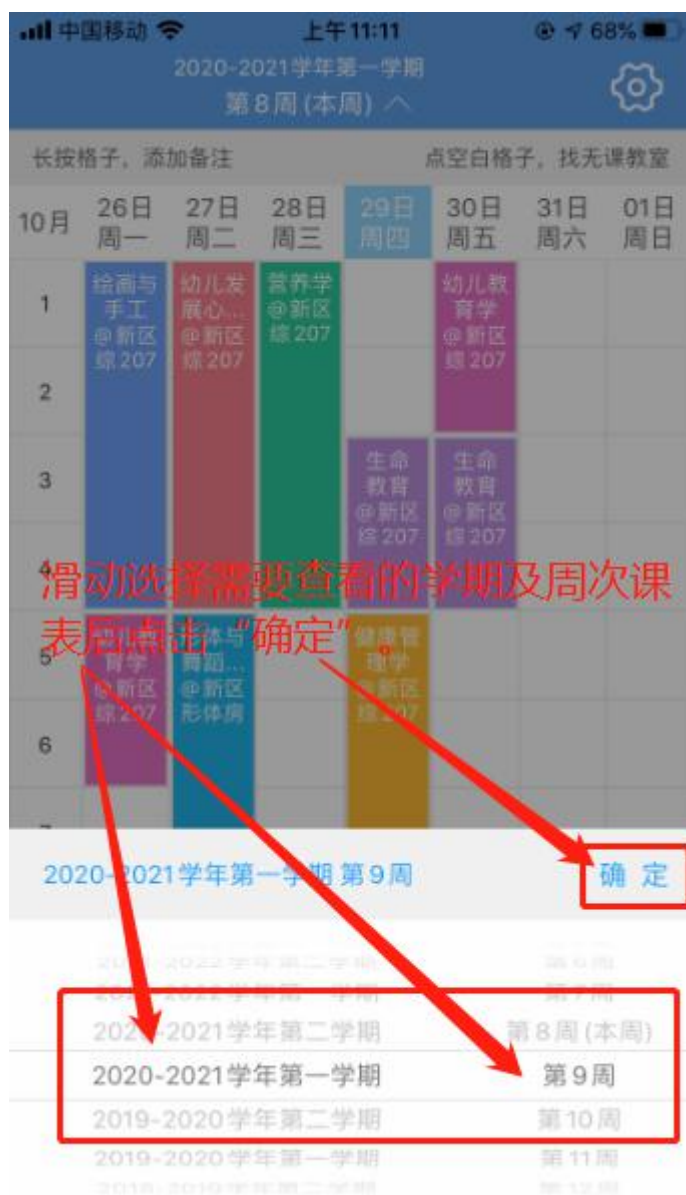 中国移动 上午11:11 68%
2020-2021学年第一学期
第8周(本周)
长按格子，添加备注 点空白格子，找无课教室
10月 26日 27日 28日 29日 30日 31日 01日
周一 周二 周三 周四 周五 周六 周日
1
绘画与
手工
@新区
综207
幼儿发
展心...
@新区
综207
营养学
@新区
综207
幼儿教
育学
@新区
综207
2
3
生命
教育
@新区
综207
生命
教育
@新区
综207
4
滑动选择需要查看的学期及周次课
表后点击“确定”。
5
育学
@新区
综207
形体与
舞蹈...
@新区
形体房
健康管
理学
@新区
综207
6
2020-2021学年第一学期 第9周 确 定
第7周
2020-2021学年第二学期 第8周(本周)
2020-2021学年第一学期 第9周
2019-2020学年第二学期 第10周
2019-2020学年第一学期 第11周